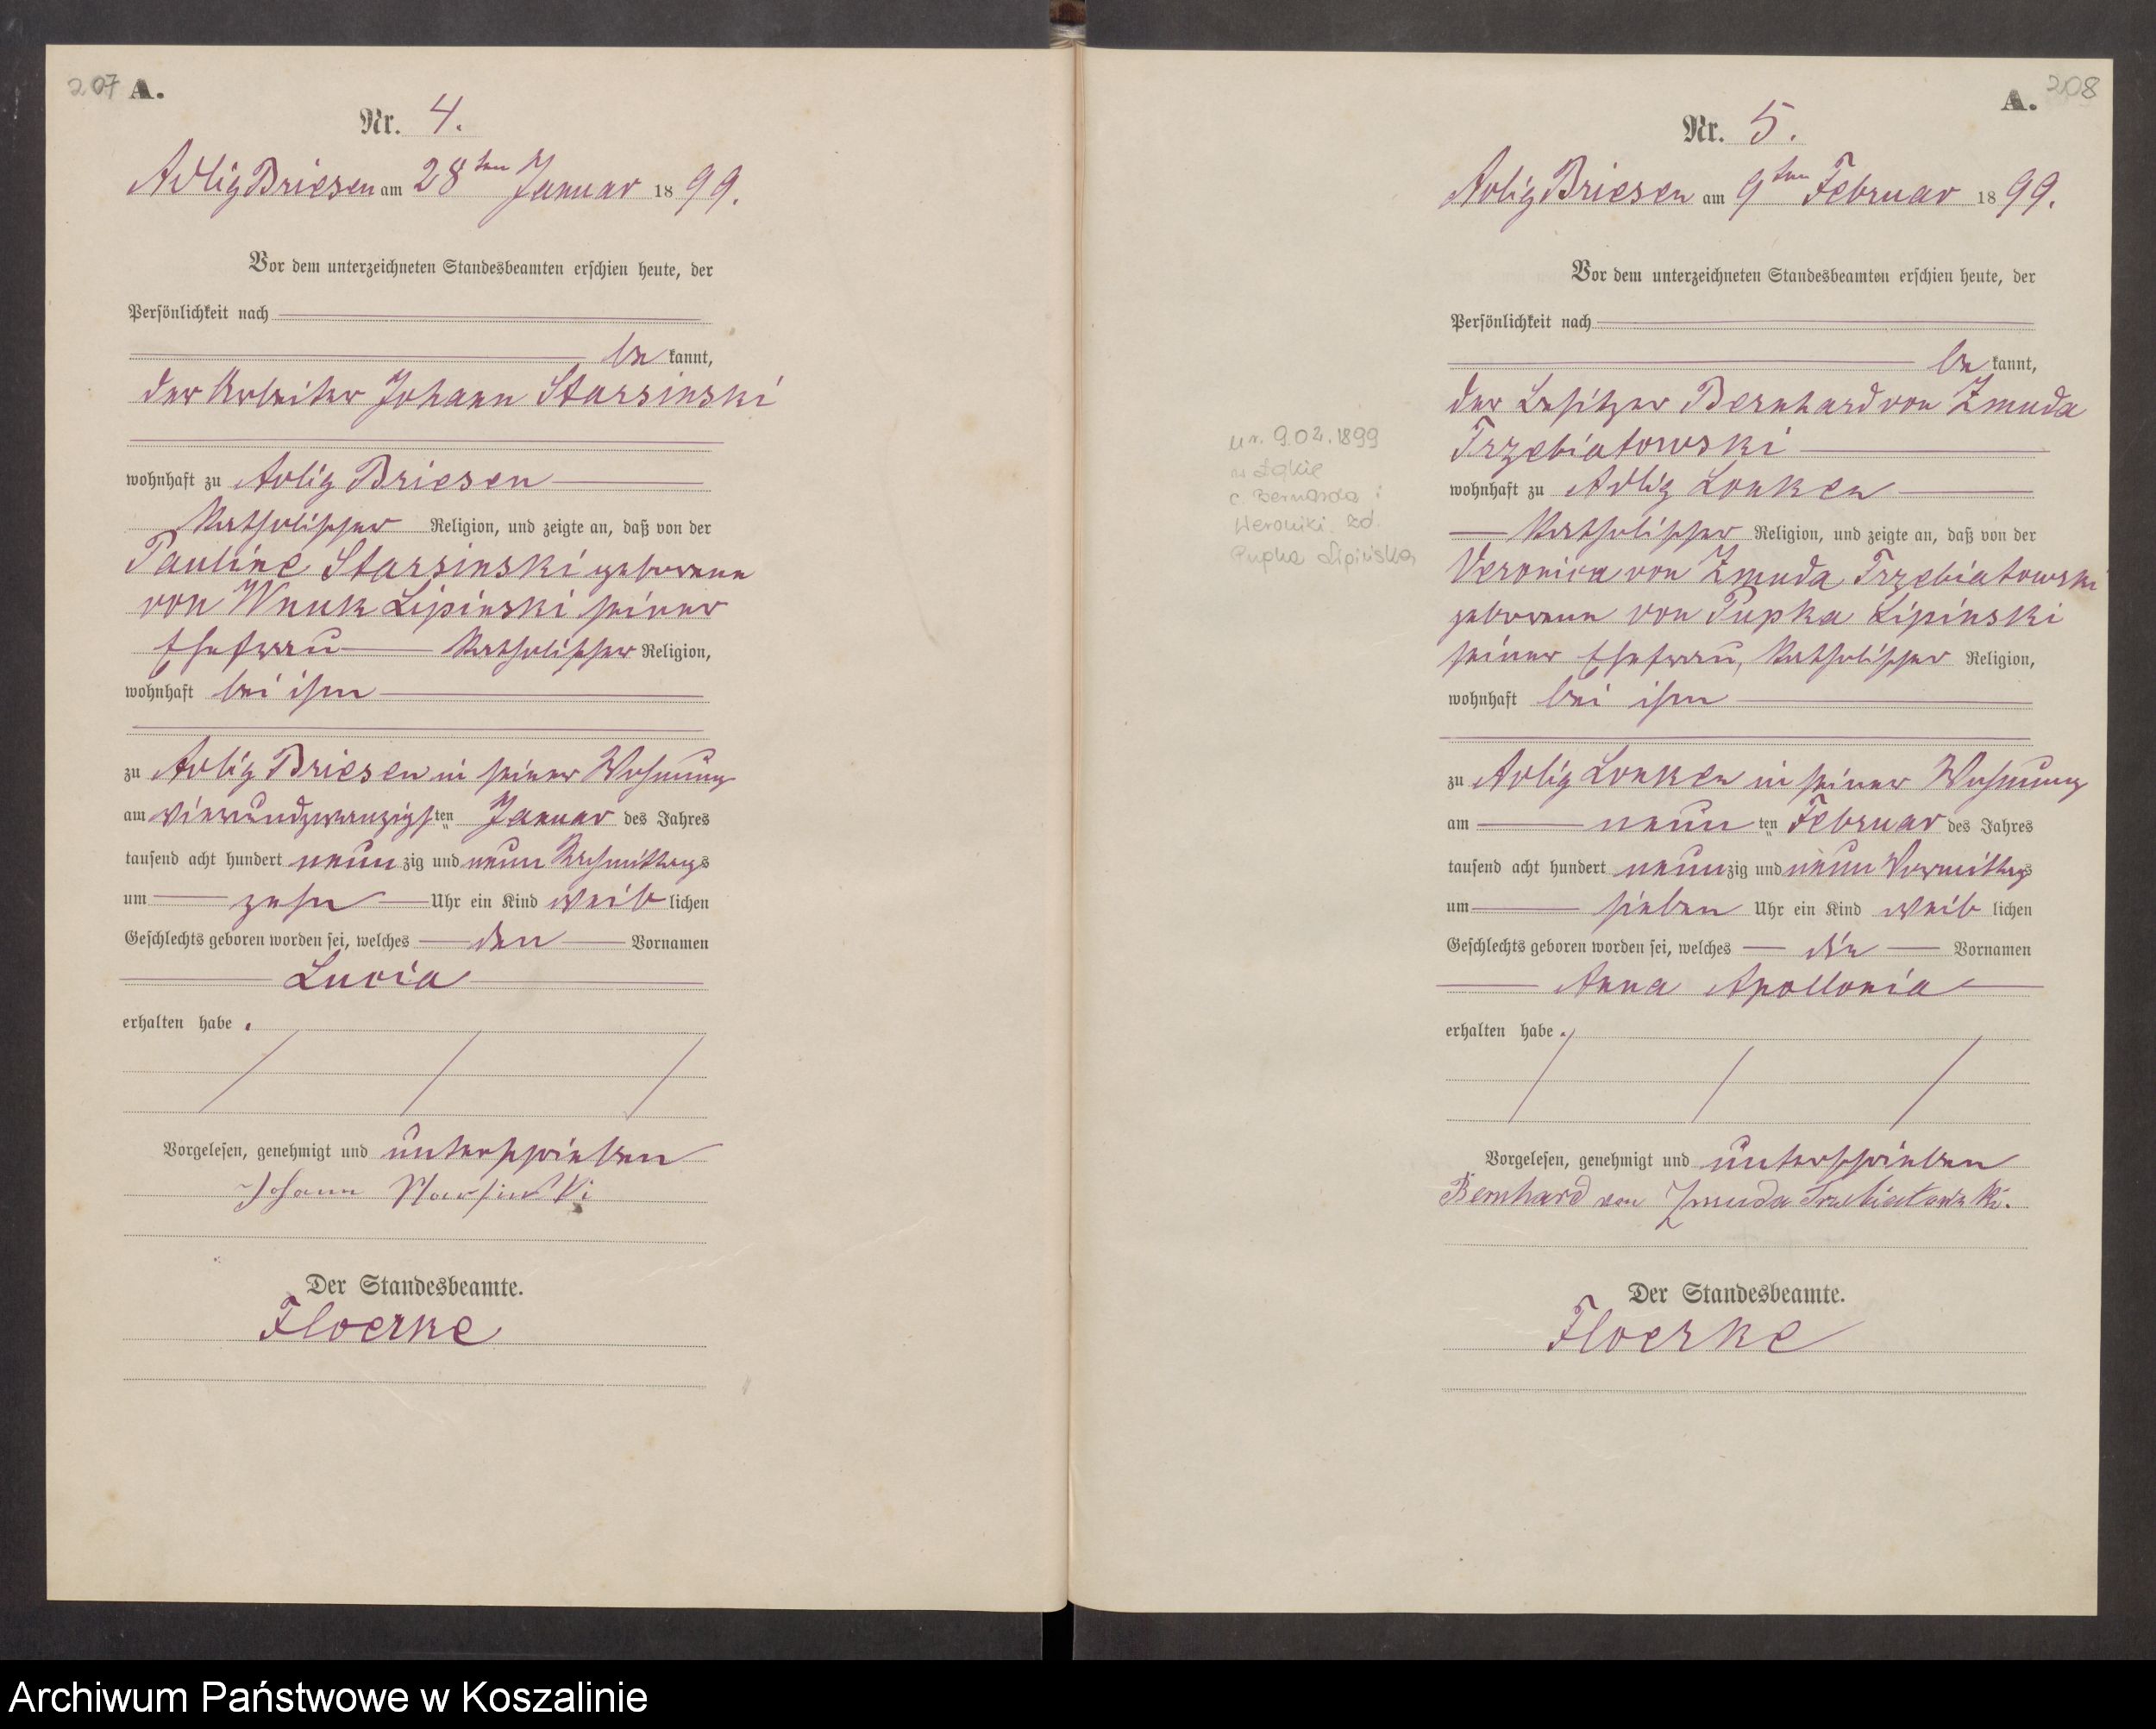 207 A.
Nr. 4.
Adlig Briesen am 28ten Januar 1899.
Vor dem unterzeichneten Standesbeamten erschien heute, der
Persönlichkeit nach
be kannt,
der Arbeiter Johann Starsinski
wohnhaft zu Adlig Briesen
Katholischer Religion, und zeigte an, daß von der
Pauline Starsinski geborene
von Wnuk Lipinski seiner
Ehefrau Katholischer Religion,
wohnhaft bei ihm
zu Adlig Briesen in seiner Wohnung
am vierundzwanzigsten Januar des Jahres
tausend acht hundert neunzig und neun Nachmittags
um zehn Uhr ein Kind weiblichen
Geschlechts geboren worden sei, welches den Vornamen
Lucia
erhalten habe.
Vorgelesen, genehmigt und unterschrieben
Johann Starsinski
Der Standesbeamte.
Floerke
A. 208
Nr. 5.
Adlig Briesen am 9ten Februar 1899.
Vor dem unterzeichneten Standesbeamten erschien heute, der
Persönlichkeit nach
be kannt,
der Besitzer Bernhard von Zmuda
Trzebiatowski
wohnhaft zu Adlig Lonken
Katholischer Religion, und zeigte an, daß von der
Veronica von Zmuda Trzebiatowski
geborene von Pupka Lipinski
seiner Ehefrau, Katholischer Religion,
wohnhaft bei ihm
zu Adlig Lonken in seiner Wohnung
am neunten Februar des Jahres
tausend acht hundert neunzig und neun Vormittags
um sieben Uhr ein Kind weiblichen
Geschlechts geboren worden sei, welches die Vornamen
Anna Apollonia
erhalten habe.
Vorgelesen, genehmigt und unterschrieben
Bernhard von Zmuda Trzebiatowski.
Der Standesbeamte.
Floerke
ur. 9.02.1899
w Łąkie
c. Bernarda i
Weroniki zd.
Pupka Lipińska
Archiwum Państwowe w Koszalinie